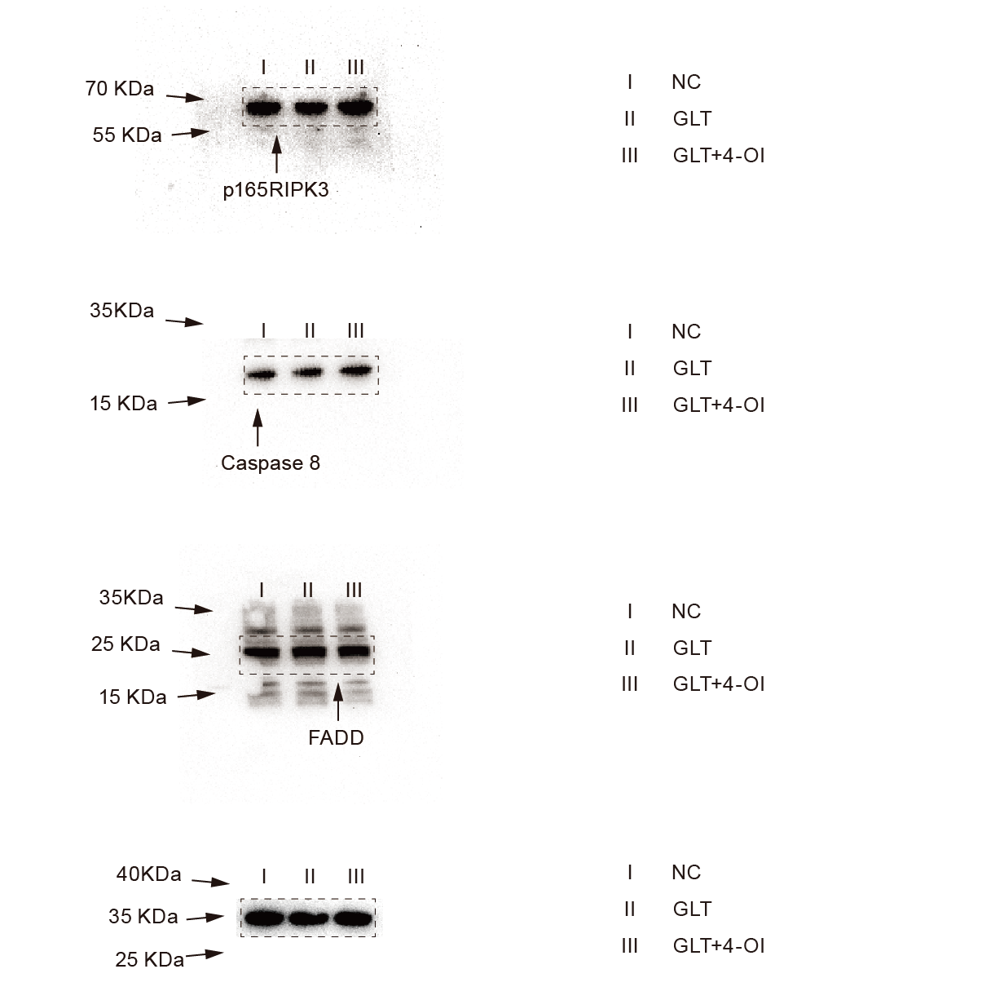 I II III
70 KDa
55 KDa
p165RIPK3
I NC
II GLT
III GLT+4-OI
35KDa
I II III
15 KDa
Caspase 8
I NC
II GLT
III GLT+4-OI
I II III
35KDa
25 KDa
15 KDa
FADD
I NC
II GLT
III GLT+4-OI
40KDa
I II III
35 KDa
25 KDa
I NC
II GLT
III GLT+4-OI